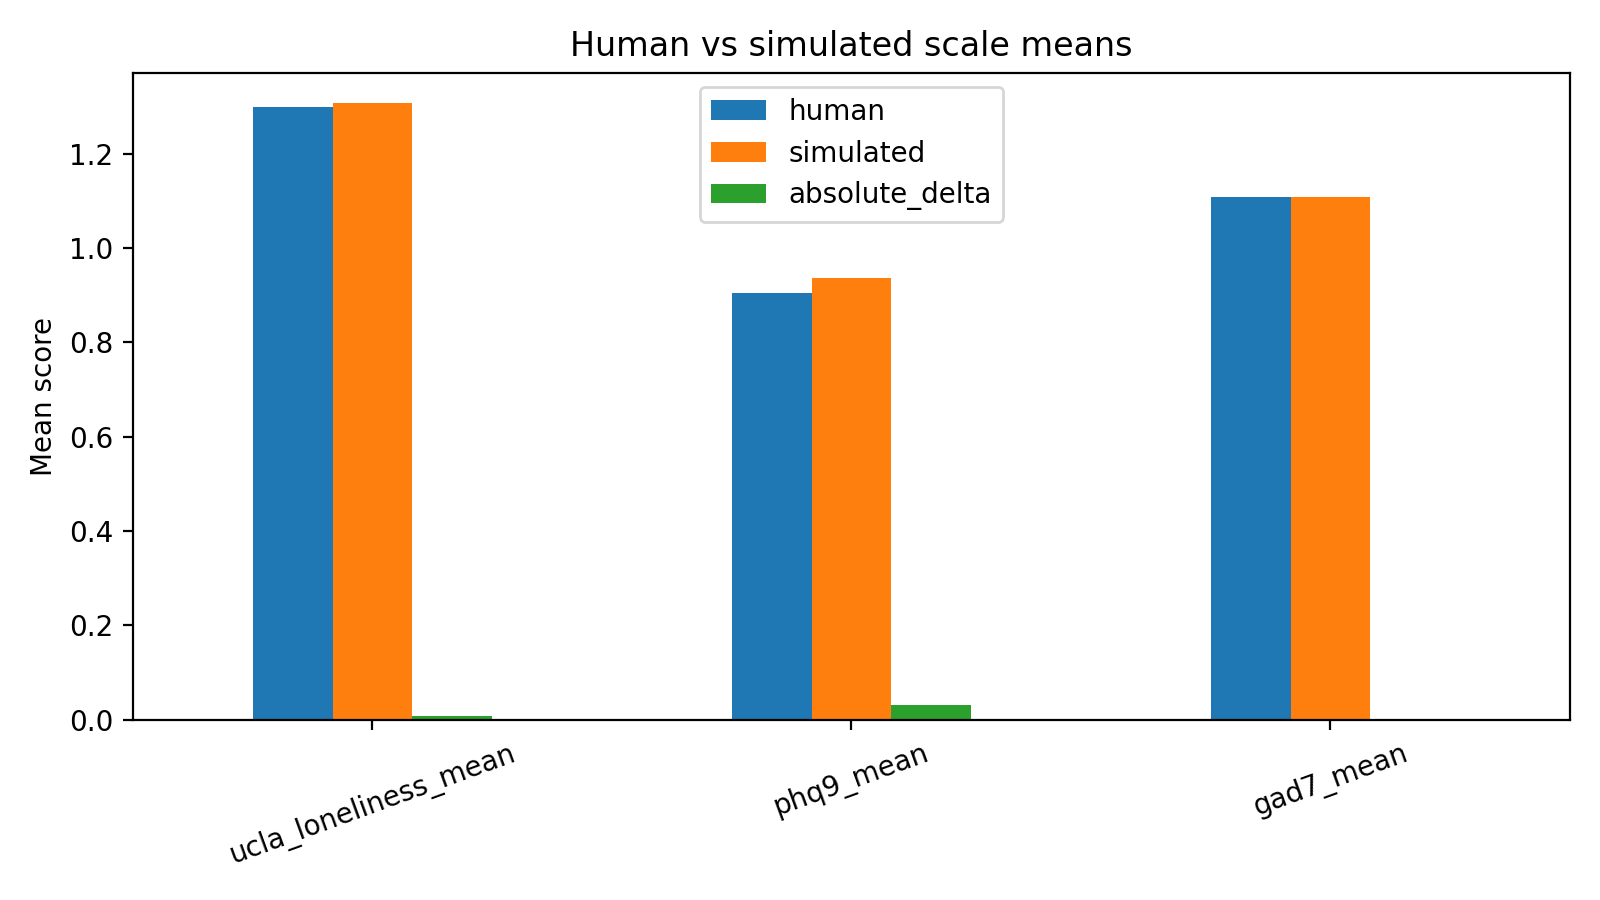 Human vs simulated scale means
human
simulated
absolute_delta
Mean score
1.2
1.0
0.8
0.6
0.4
0.2
0.0
ucla_loneliness_mean
phq9_mean
gad7_mean